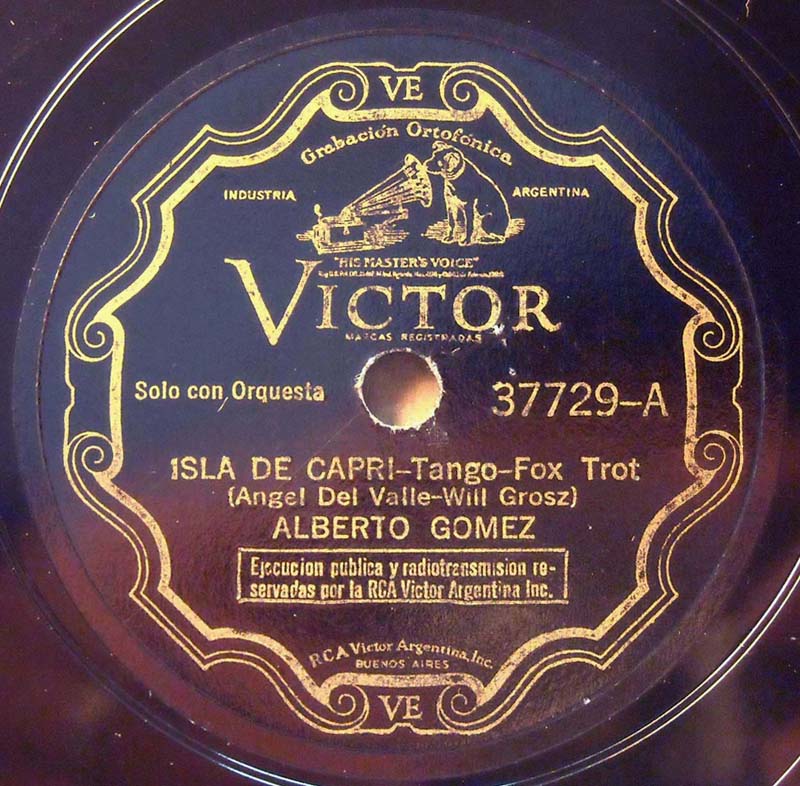 VE
Grabación Ortofónica
INDUSTRIA
ARGENTINA
"HIS MASTER'S VOICE"
VICTOR
MARCAS REGISTRADAS
Solo con Orquesta
37729-A
ISLA DE CAPRI-Tango-Fox Trot
(Angel Del Valle-Will Grosz)
ALBERTO GOMEZ
Ejecucion publica y radiotransmision re-
servadas por la RCA Victor Argentina Inc.
RCA Victor Argentina, Inc.
BUENOS AIRES
VE